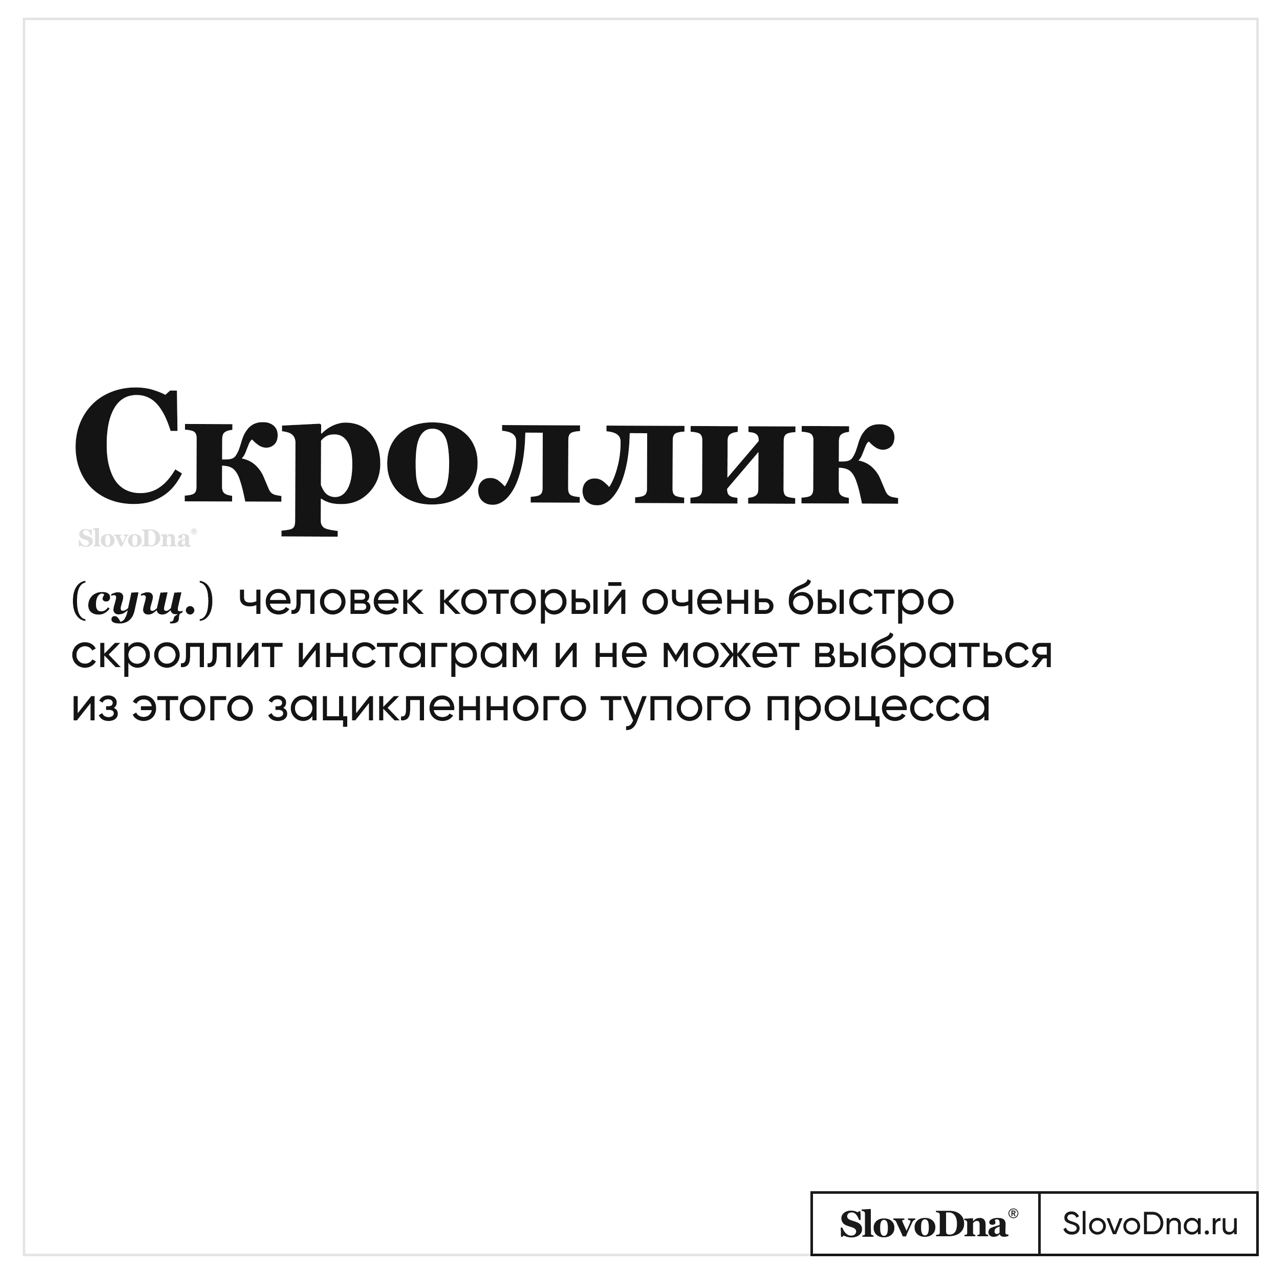 Скроллик
SlovoDna®
(сущ.) человек который очень быстро
скроллит инстаграм и не может выбраться
из этого зацикленного тупого процесса
SlovoDna® SlovoDna.ru